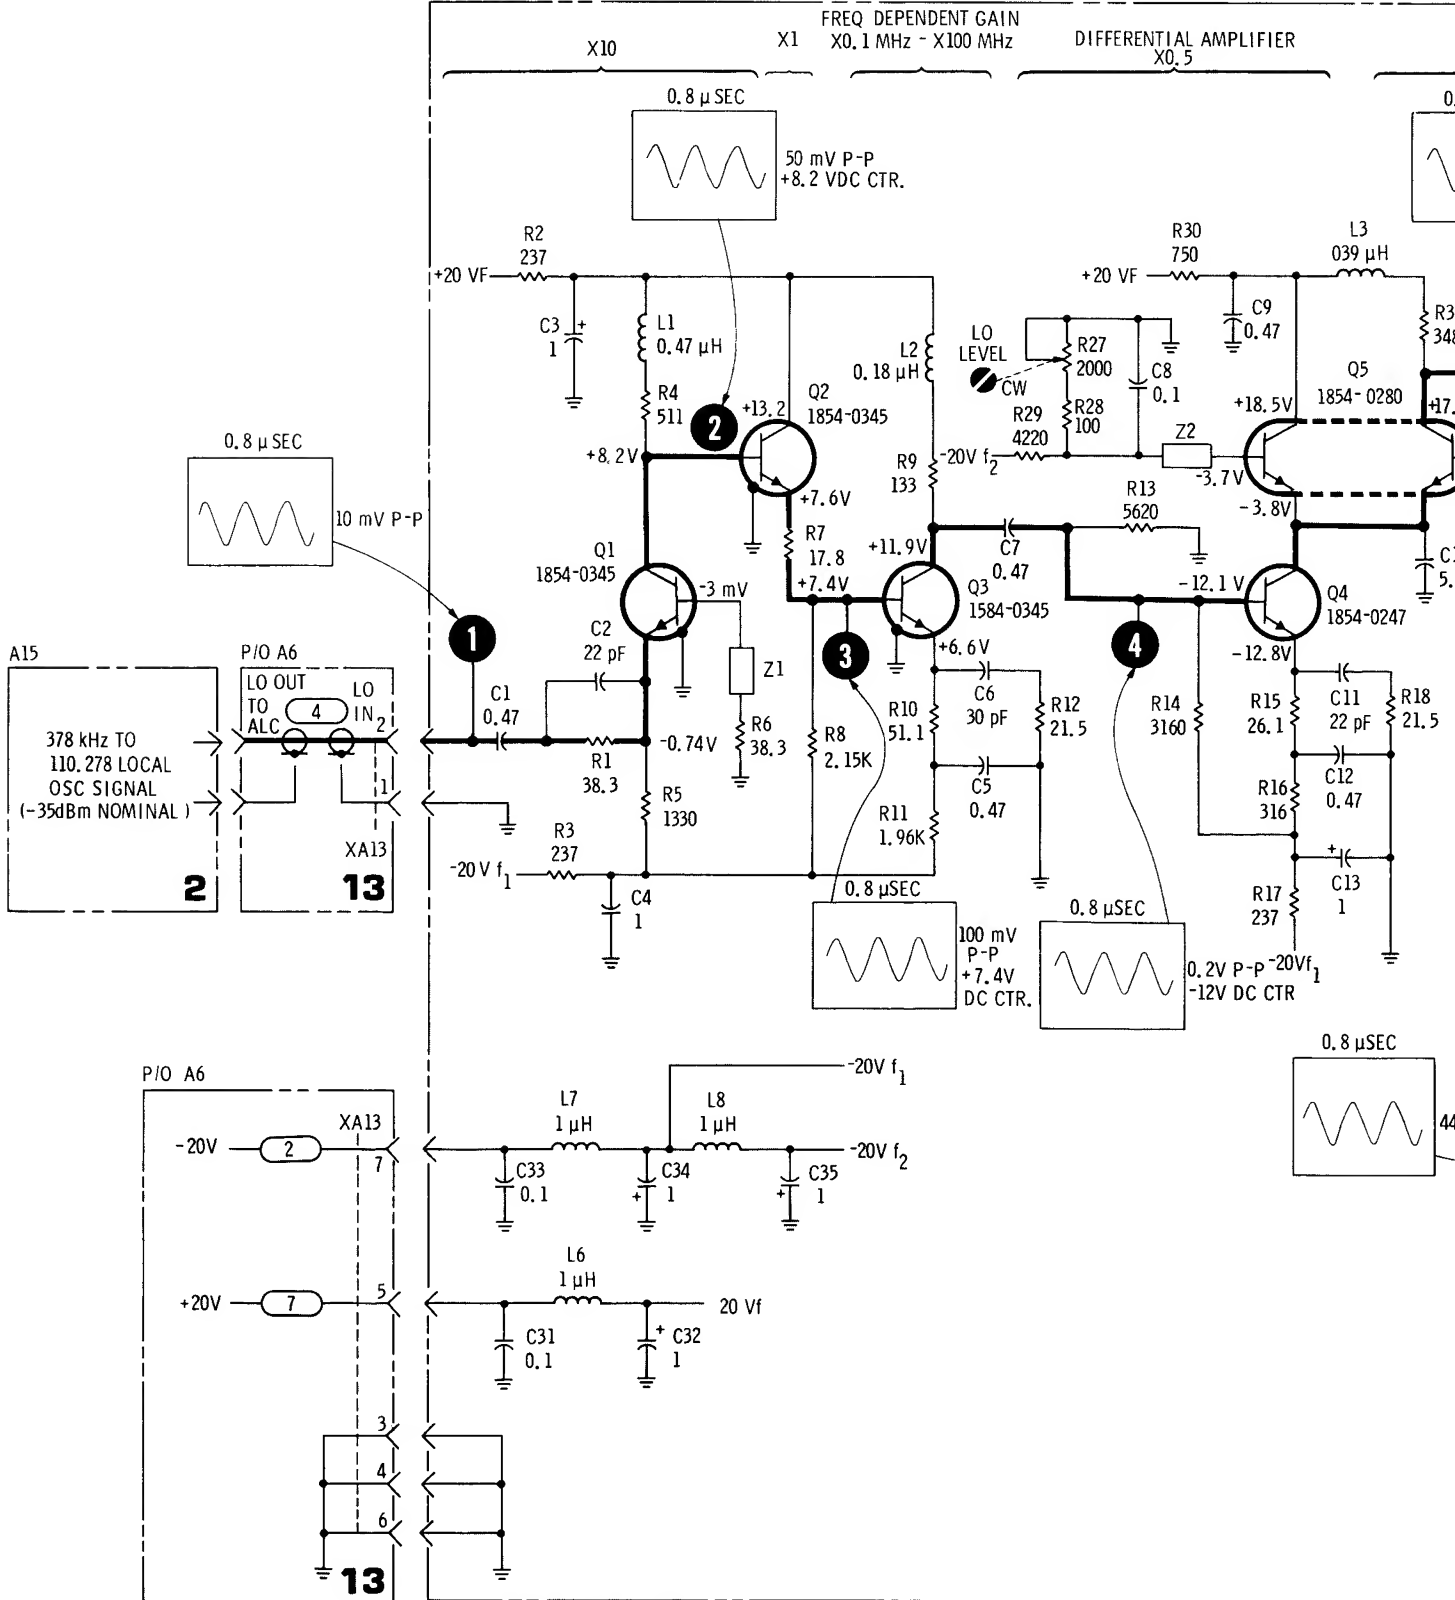 FREQ DEPENDENT GAIN
X10
X1
X0.1 MHz - X100 MHz
DIFFERENTIAL AMPLIFIER
X0.5
0.8 µSEC
50 mV P-P
+8.2 VDC CTR.
0.
+20 VF
R2
237
C3
1
+
L1
0.47 µH
R4
511
+8.2V
2
+13.2
Q2
1854-0345
+7.6V
L2
0.18 µH
R9
133
LO
LEVEL
CW
R27
2000
R28
100
C8
0.1
R29
4220
-20V f2
Z2
-3.7V
+20 VF
R30
750
C9
0.47
L3
039 µH
R3
348
Q5
1854-0280
+18.5V
+17.
-3.8V
0.8 µSEC
10 mV P-P
Q1
1854-0345
-3 mV
R7
17.8
+7.4V
+11.9V
C7
0.47
R13
5620
Q3
1584-0345
-12.1 V
Q4
1854-0247
C1
5.
1
C2
22 pF
Z1
3
+6.6V
4
-12.8V
A15
378 kHz TO
110.278 LOCAL
OSC SIGNAL
(-35dBm NOMINAL)
2
P/O A6
LO OUT
TO
ALC
4
LO
IN
2
1
XA13
13
C1
0.47
R1
38.3
-0.74V
R6
38.3
R5
1330
R8
2.15K
R10
51.1
C6
30 pF
R12
21.5
C5
0.47
R11
1.96K
R14
3160
R15
26.1
C11
22 pF
R18
21.5
C12
0.47
R16
316
+
C13
1
R17
237
-20Vf1
R3
237
-20V f1
C4
1
0.8 µSEC
100 mV
P-P
+7.4V
DC CTR.
0.8 µSEC
0.2V P-P
-12V DC CTR
0.8 µSEC
44
P/O A6
XA13
-20V
2
7
L7
1 µH
L8
1 µH
-20V f1
-20V f2
C33
0.1
+
C34
1
+
C35
1
+20V
7
5
L6
1 µH
20 Vf
C31
0.1
+
C32
1
3
4
6
13